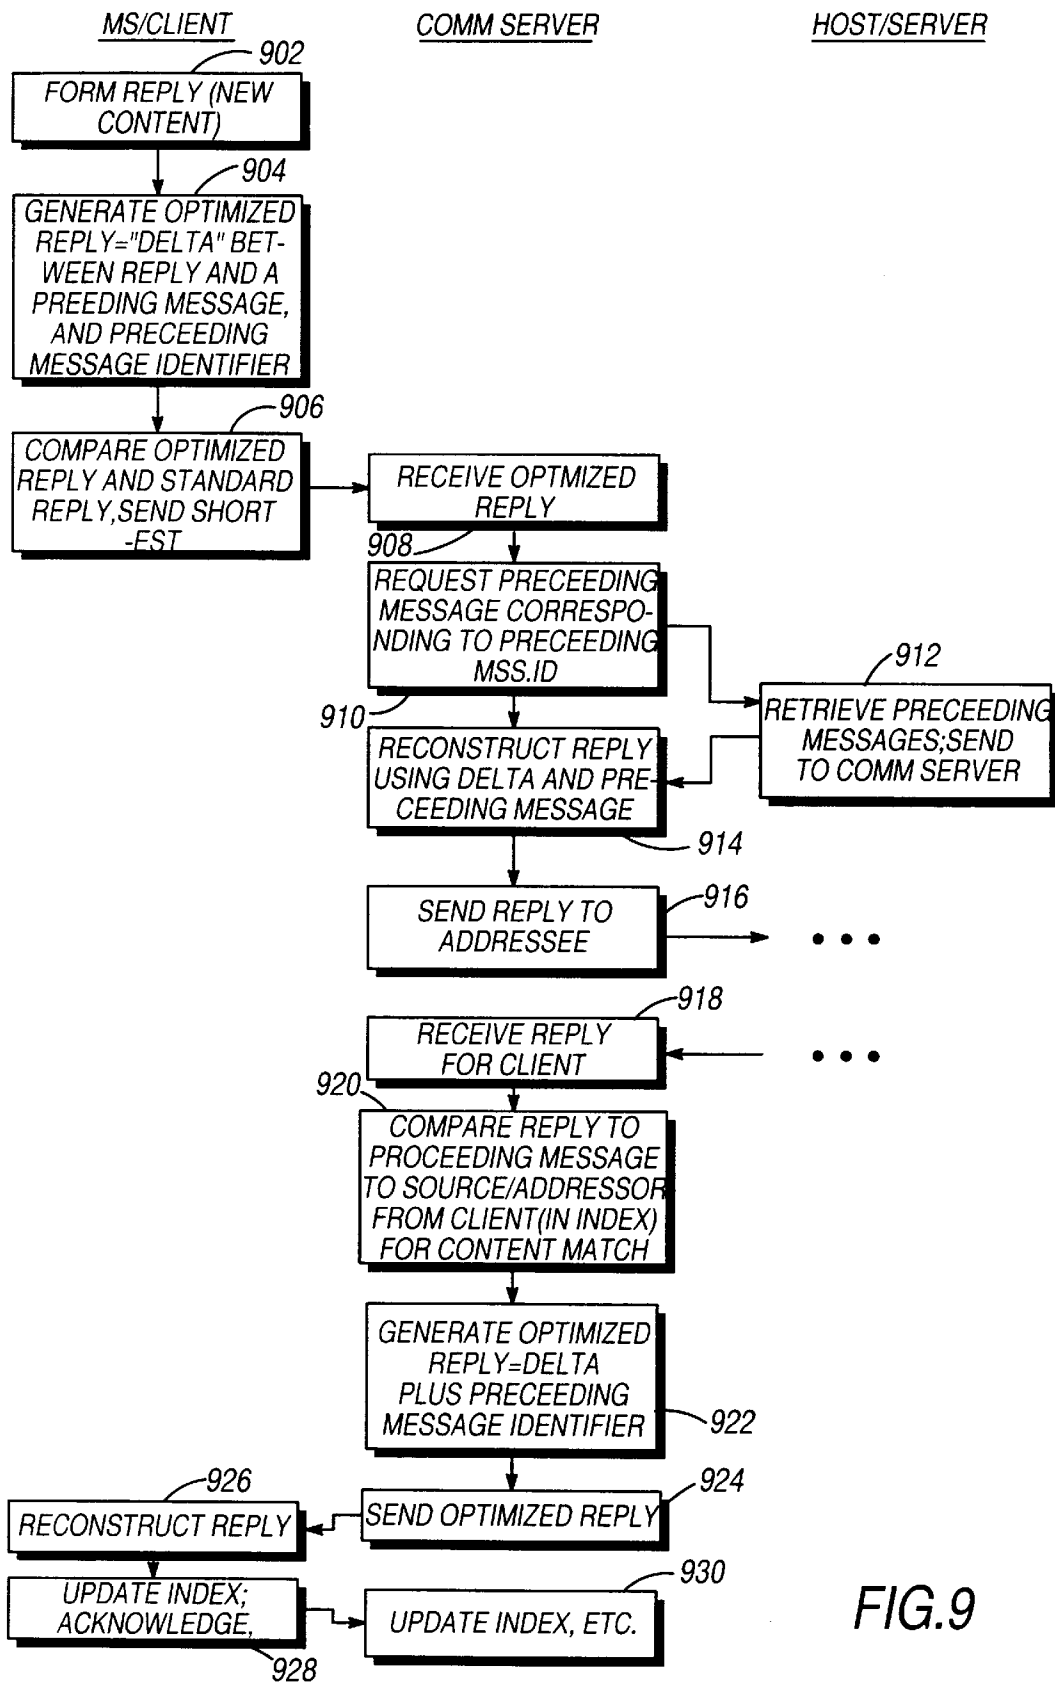 MS/CLIENT
COMM SERVER
HOST/SERVER
902
FORM REPLY (NEW
CONTENT)
904
GENERATE OPTIMIZED
REPLY="DELTA" BET-
WEEN REPLY AND A
PREEDING MESSAGE,
AND PRECEEDING
MESSAGE IDENTIFIER
906
COMPARE OPTIMIZED
REPLY AND STANDARD
REPLY,SEND SHORT
-EST
RECEIVE OPTMIZED
REPLY
908
REQUEST PRECEEDING
MESSAGE CORRESPO-
NDING TO PRECEEDING
MSS.ID
910
912
RETRIEVE PRECEEDING
MESSAGES;SEND
TO COMM SERVER
RECONSTRUCT REPLY
USING DELTA AND PRE-
CEEDING MESSAGE
914
SEND REPLY TO
ADDRESSEE
916
• • •
918
RECEIVE REPLY
FOR CLIENT
• • •
920
COMPARE REPLY TO
PROCEEDING MESSAGE
TO SOURCE/ADDRESSOR
FROM CLIENT(IN INDEX)
FOR CONTENT MATCH
GENERATE OPTIMIZED
REPLY=DELTA
PLUS PRECEEDING
MESSAGE IDENTIFIER
922
924
SEND OPTIMIZED REPLY
926
RECONSTRUCT REPLY
UPDATE INDEX;
ACKNOWLEDGE,
928
930
UPDATE INDEX, ETC.
FIG.9